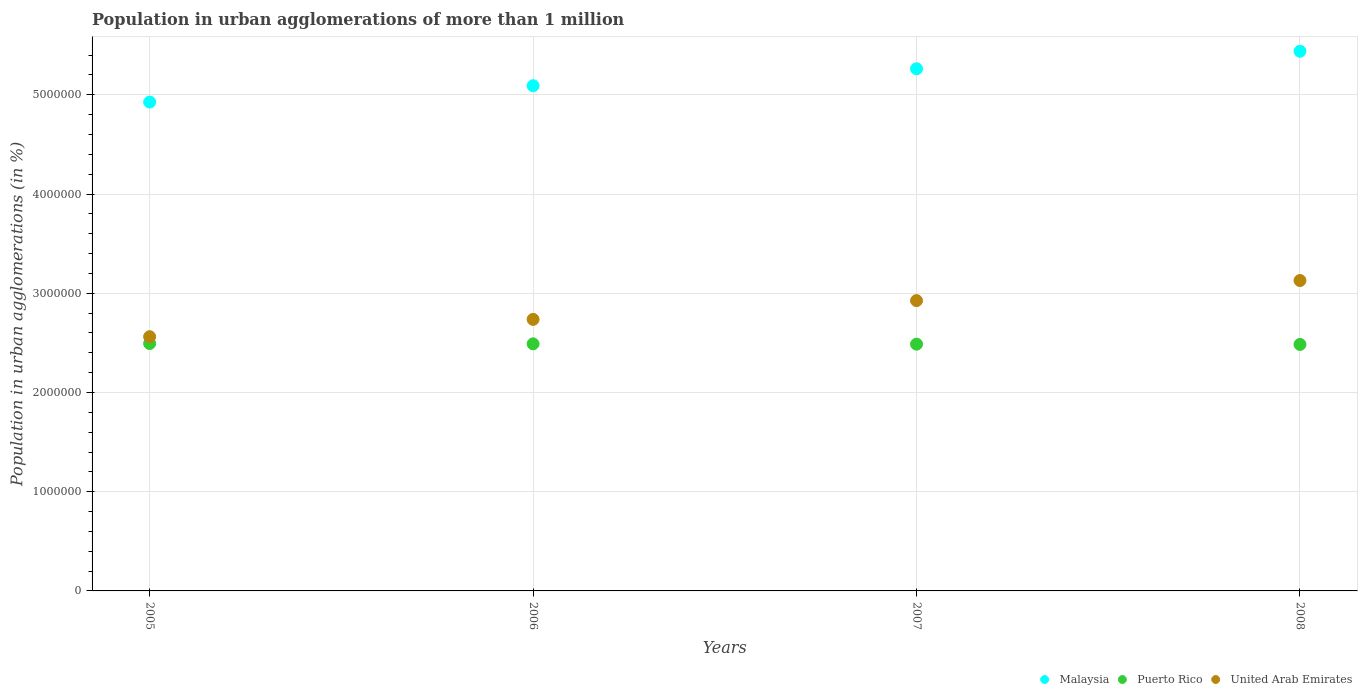 Population in urban agglomerations of more than 1 million
Population in urban agglomerations (in %)
5000000
4000000
3000000
2000000
1000000
0
2005
2006
2007
2008
Years
Malaysia
Puerto Rico
United Arab Emirates